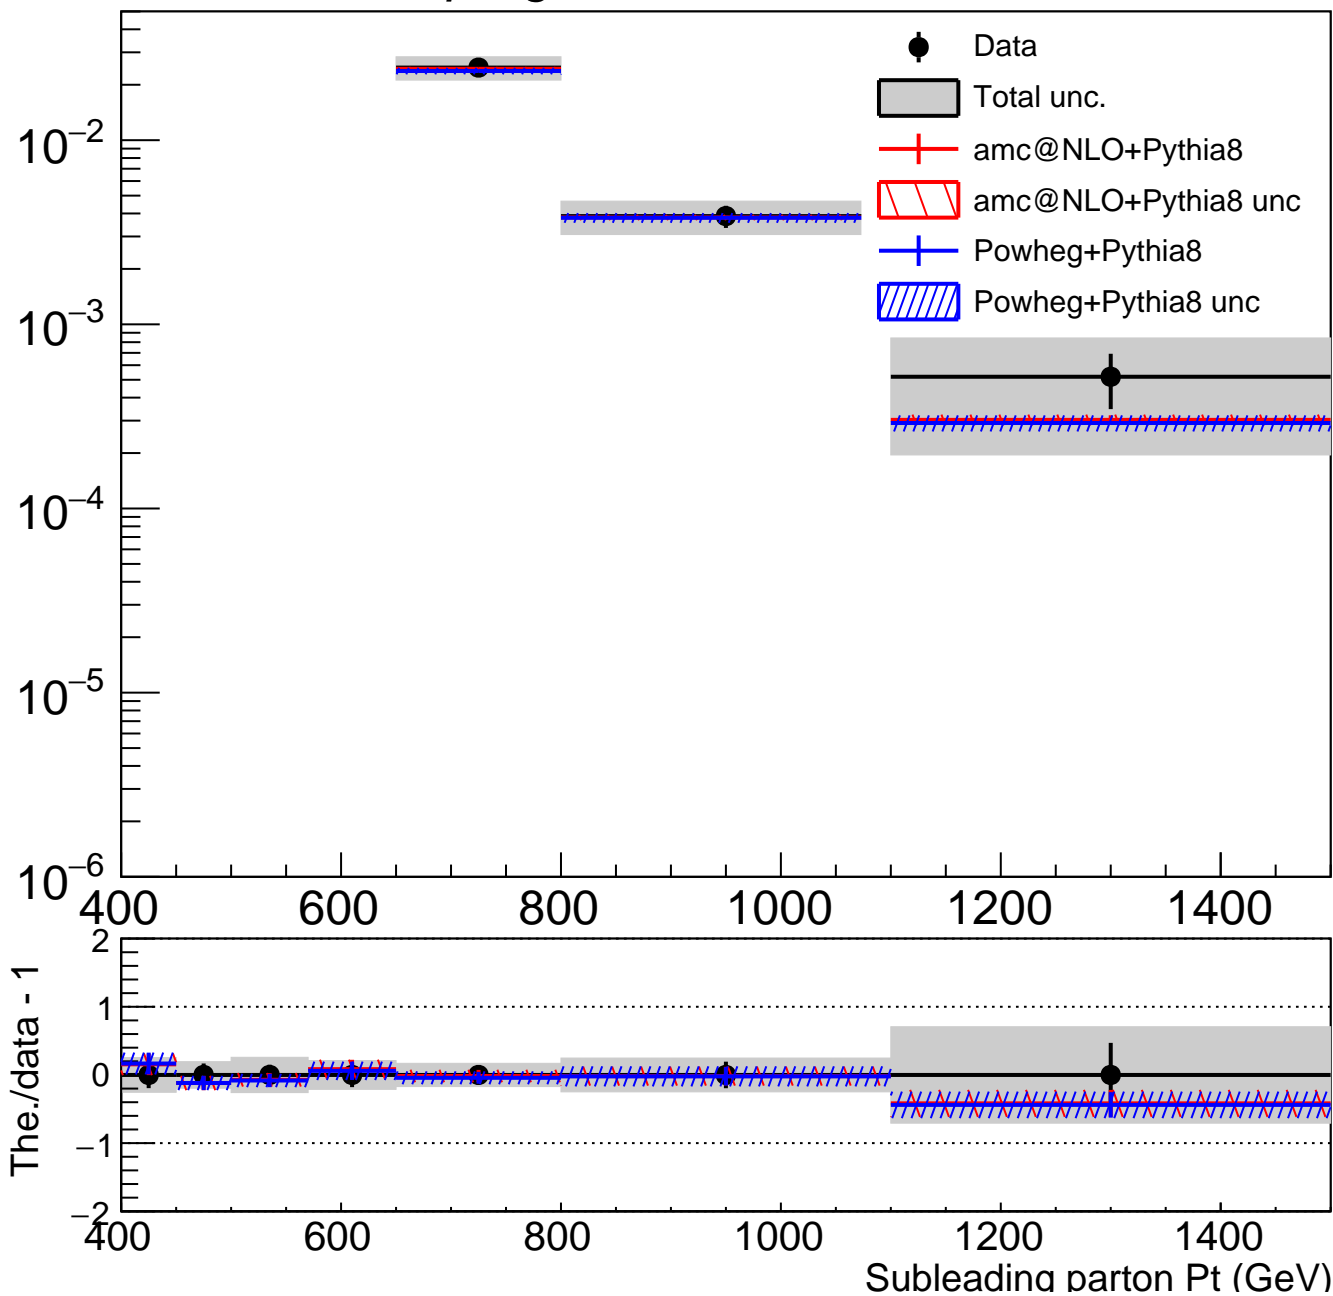 Data
Total unc.
amc@NLO+Pythia8
amc@NLO+Pythia8 unc
Powheg+Pythia8
Powheg+Pythia8 unc
10⁻²
10⁻³
10⁻⁴
10⁻⁵
10⁻⁶
400 600 800 1000 1200 1400
The./data - 1
2
1
0
−1
−2
400 600 800 1000 1200 1400
Subleading parton Pt (GeV)